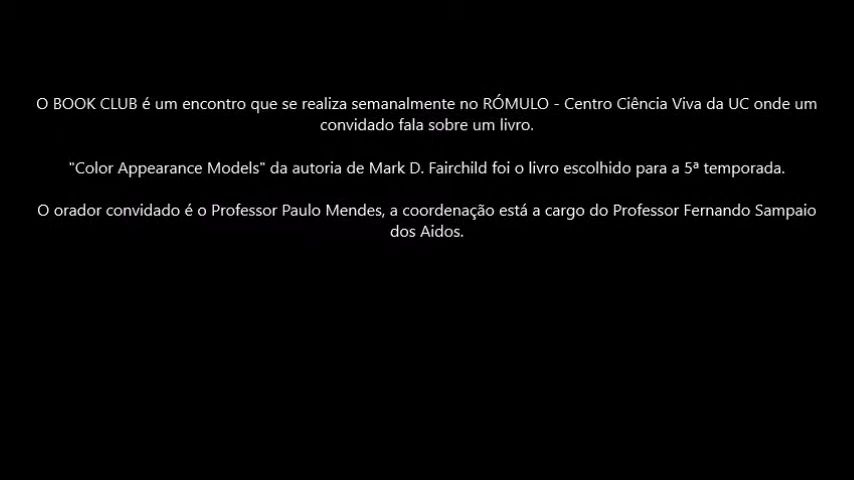 O BOOK CLUB é um encontro que se realiza semanalmente no RÓMULO - Centro Ciência Viva da UC onde um
convidado fala sobre um livro.
"Color Appearance Models" da autoria de Mark D. Fairchild foi o livro escolhido para a 5ª temporada.
O orador convidado é o Professor Paulo Mendes, a coordenação está a cargo do Professor Fernando Sampaio
dos Aidos.